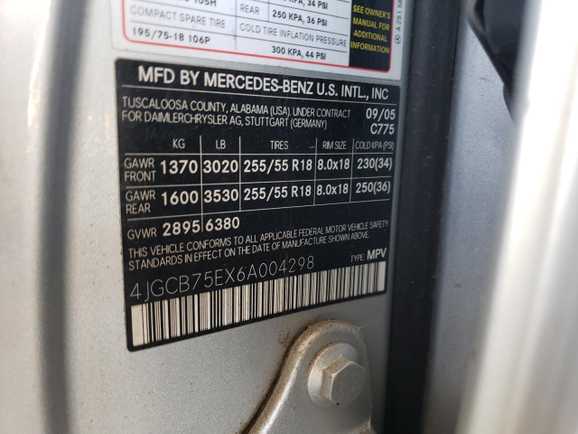 105H
COMPACT SPARE TIRE
195/75-18 106P
REAR
250 KPA, 36 PSI
COLD TIRE INFLATION PRESSURE
300 KPA, 44 PSI
SEE OWNER'S
MANUAL FOR
ADDITIONAL
INFORMATION
MFD BY MERCEDES-BENZ U.S. INTL., INC
TUSCALOOSA COUNTY, ALABAMA (USA). UNDER CONTRACT 09/05
FOR DAIMLERCHRYSLER AG, STUTTGART (GERMANY) C775
KG LB TIRES RIM SIZE COLD KPA (PSI)
GAWR FRONT 1370 3020 255/55 R18 8.0x18 230(34)
GAWR REAR 1600 3530 255/55 R18 8.0x18 250(36)
GVWR 2895 6380
THIS VEHICLE CONFORMS TO ALL APPLICABLE FEDERAL MOTOR VEHICLE SAFETY
STANDARDS IN EFFECT ON THE DATE OF MANUFACTURE SHOWN ABOVE.
4JGCB75EX6A004298 TYPE: MPV